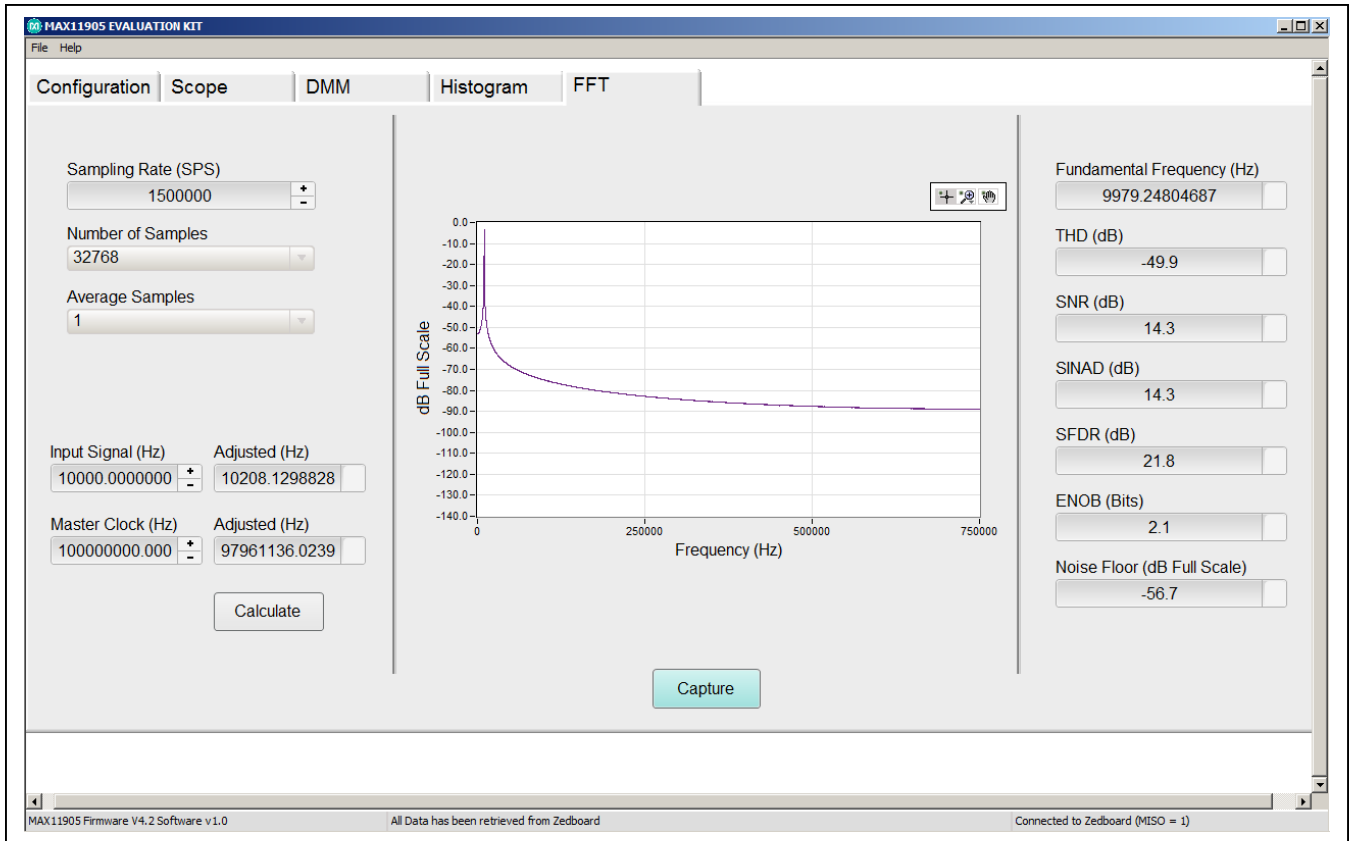 MAX11905 EVALUATION KIT
File Help
Configuration Scope DMM Histogram FFT
Sampling Rate (SPS)
1500000
Number of Samples
32768
Average Samples
1
Input Signal (Hz) Adjusted (Hz)
10000.0000000 10208.1298828
Master Clock (Hz) Adjusted (Hz)
100000000.000 97961136.0239
Calculate
dB Full Scale
0.0
-10.0
-20.0
-30.0
-40.0
-50.0
-60.0
-70.0
-80.0
-90.0
-100.0
-110.0
-120.0
-130.0
-140.0
0 250000 500000 750000
Frequency (Hz)
Capture
Fundamental Frequency (Hz)
9979.24804687
THD (dB)
-49.9
SNR (dB)
14.3
SINAD (dB)
14.3
SFDR (dB)
21.8
ENOB (Bits)
2.1
Noise Floor (dB Full Scale)
-56.7
MAX11905 Firmware V4.2 Software v1.0 All Data has been retrieved from Zedboard Connected to Zedboard (MISO = 1)